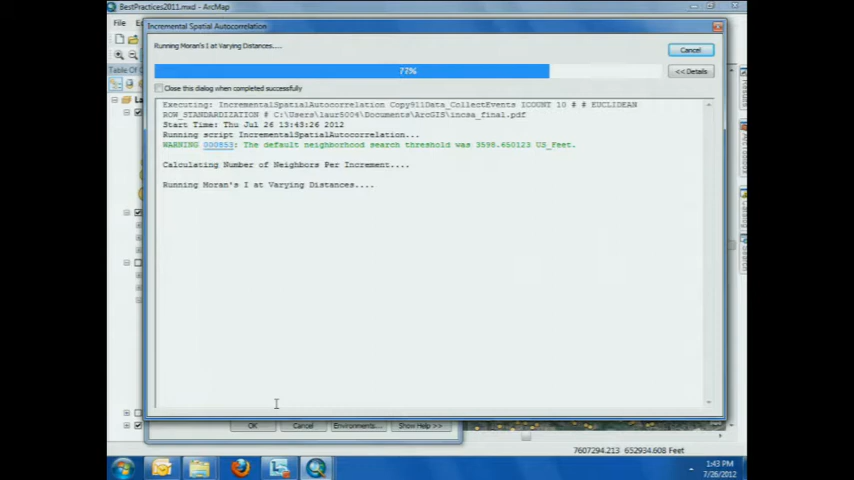 BestPractices2011.mxd - ArcMap
File
Incremental Spatial Autocorrelation
Running Moran's I at Varying Distances....
Cancel
77%
<< Details
Close this dialog when completed successfully
Table Of
Executing: IncrementalSpatialAutocorrelation Copy911Data_CollectEvents ICOUNT 10 # # EUCLIDEAN
ROW_STANDARDIZATION # C:\Users\laur5004\Documents\ArcGIS\incsa_final.pdf
Start Time: Thu Jul 26 13:43:26 2012
Running script IncrementalSpatialAutocorrelation...
WARNING 000853: The default neighborhood search threshold was 3598.650123 US_Feet.
Calculating Number of Neighbors Per Increment....
Running Moran's I at Varying Distances....
OK
Cancel
Environments...
Show Help >>
7607294.213 652934.608 Feet
1:43 PM
7/26/2012